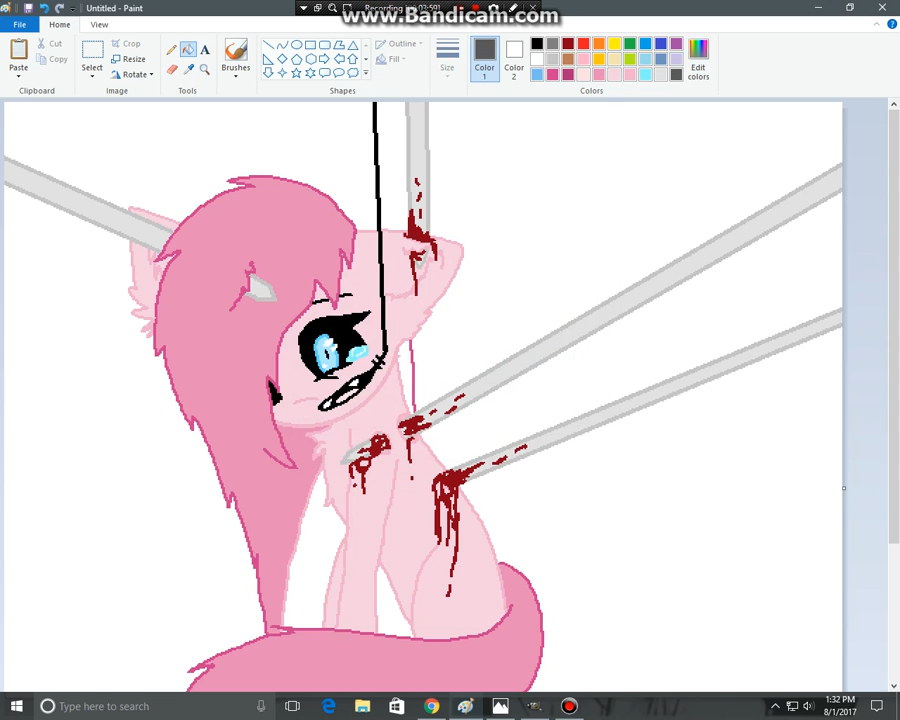 www.Bandicam.com
Untitled - Paint
File
Home
View
Paste
Cut
Copy
Clipboard
Select
Crop
Resize
Rotate
Image
A
Tools
Brushes
Outline
Fill
Shapes
Size
Color
1
Color
2
Edit
colors
Colors
Type here to search
1:32 PM
8/1/2017